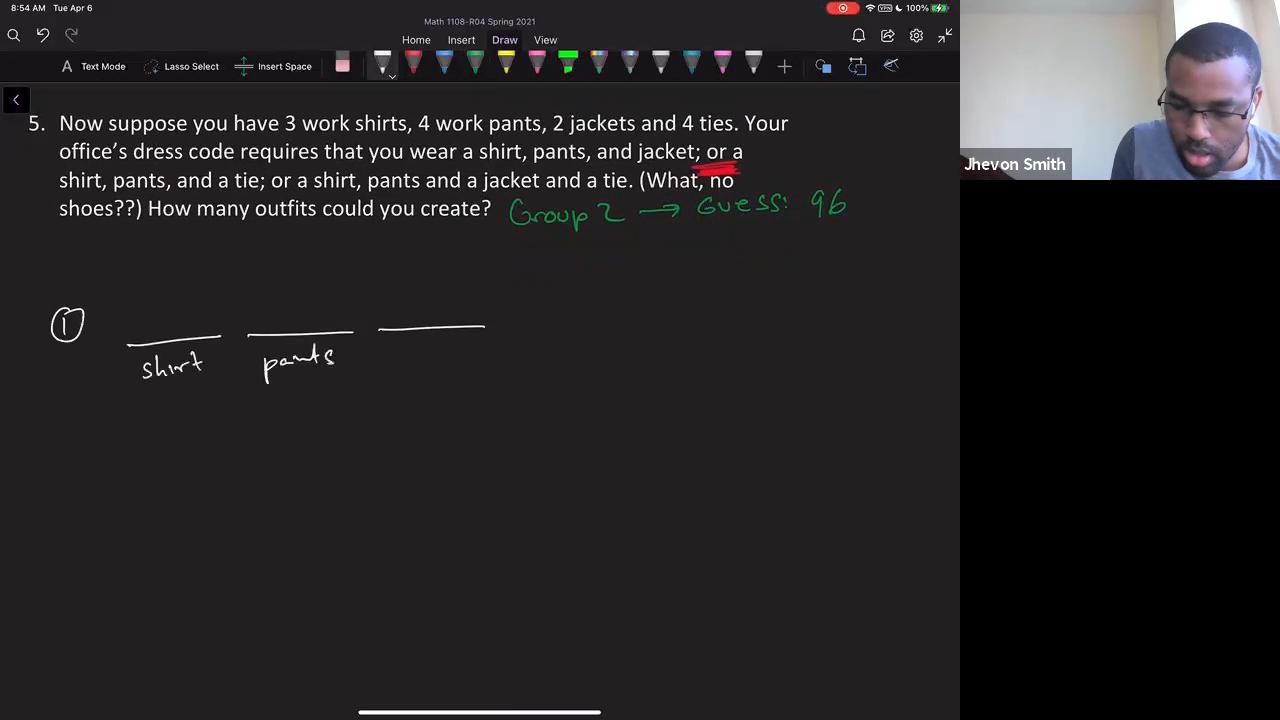 8:54 AM Tue Apr 6
VPN 100%
Math 1108-R04 Spring 2021
Home Insert Draw View
A Text Mode Lasso Select Insert Space
5. Now suppose you have 3 work shirts, 4 work pants, 2 jackets and 4 ties. Your
office's dress code requires that you wear a shirt, pants, and jacket; or a
shirt, pants, and a tie; or a shirt, pants and a jacket and a tie. (What, no
shoes??) How many outfits could you create? Group 2 → Guess: 96
①
shirt pants
Jhevon Smith